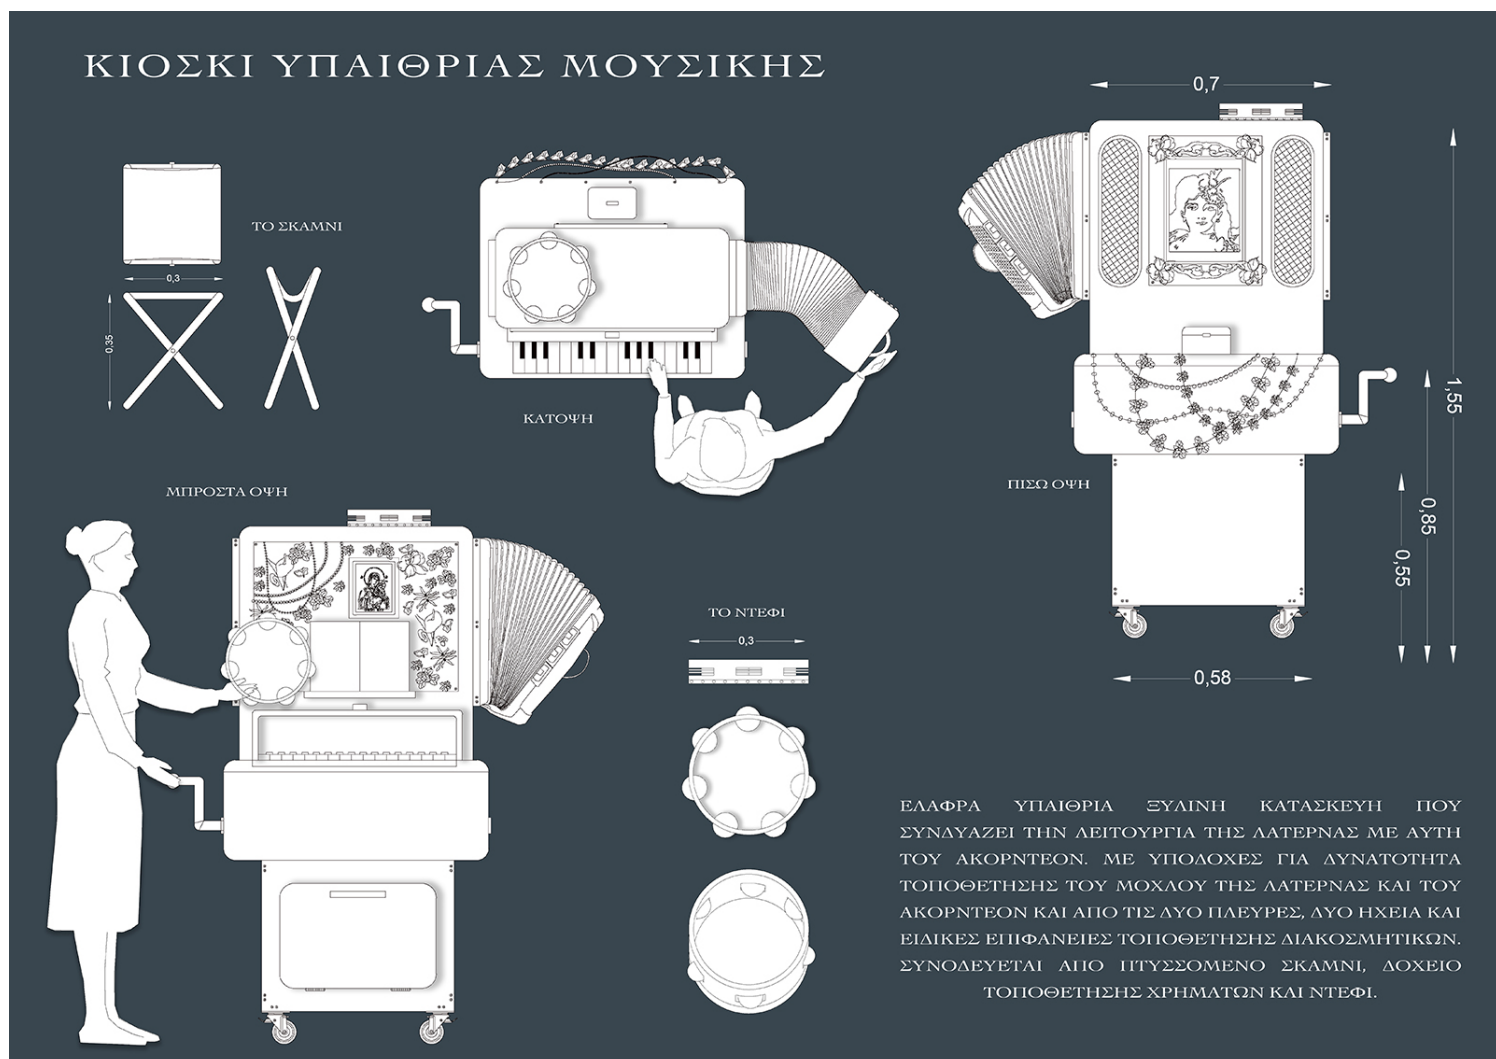 ΚΙΟΣΚΙ ΥΠΑΙΘΡΙΑΣ ΜΟΥΣΙΚΗΣ
0,7
ΤΟ ΣΚΑΜΝΙ
0,3
0,35
ΚΑΤΟΨΗ
1,55
ΠΙΣΩ ΟΨΗ
ΜΠΡΟΣΤΑ ΟΨΗ
0,85
0,55
ΤΟ ΝΤΕΦΙ
0,3
0,58
ΕΛΑΦΡΑ ΥΠΑΙΘΡΙΑ ΞΥΛΙΝΗ ΚΑΤΑΣΚΕΥΗ ΠΟΥ
ΣΥΝΔΥΑΖΕΙ ΤΗΝ ΛΕΙΤΟΥΡΓΙΑ ΤΗΣ ΛΑΤΕΡΝΑΣ ΜΕ ΑΥΤΗ
ΤΟΥ ΑΚΟΡΝΤΕΟΝ. ΜΕ ΥΠΟΔΟΧΕΣ ΓΙΑ ΔΥΝΑΤΟΤΗΤΑ
ΤΟΠΟΘΕΤΗΣΗΣ ΤΟΥ ΜΟΧΛΟΥ ΤΗΣ ΛΑΤΕΡΝΑΣ ΚΑΙ ΤΟΥ
ΑΚΟΡΝΤΕΟΝ ΚΑΙ ΑΠΟ ΤΙΣ ΔΥΟ ΠΛΕΥΡΕΣ, ΔΥΟ ΗΧΕΙΑ ΚΑΙ
ΕΙΔΙΚΕΣ ΕΠΙΦΑΝΕΙΕΣ ΤΟΠΟΘΕΤΗΣΗΣ ΔΙΑΚΟΣΜΗΤΙΚΩΝ.
ΣΥΝΟΔΕΥΕΤΑΙ ΑΠΟ ΠΤΥΣΣΟΜΕΝΟ ΣΚΑΜΝΙ, ΔΟΧΕΙΟ
ΤΟΠΟΘΕΤΗΣΗΣ ΧΡΗΜΑΤΩΝ ΚΑΙ ΝΤΕΦΙ.